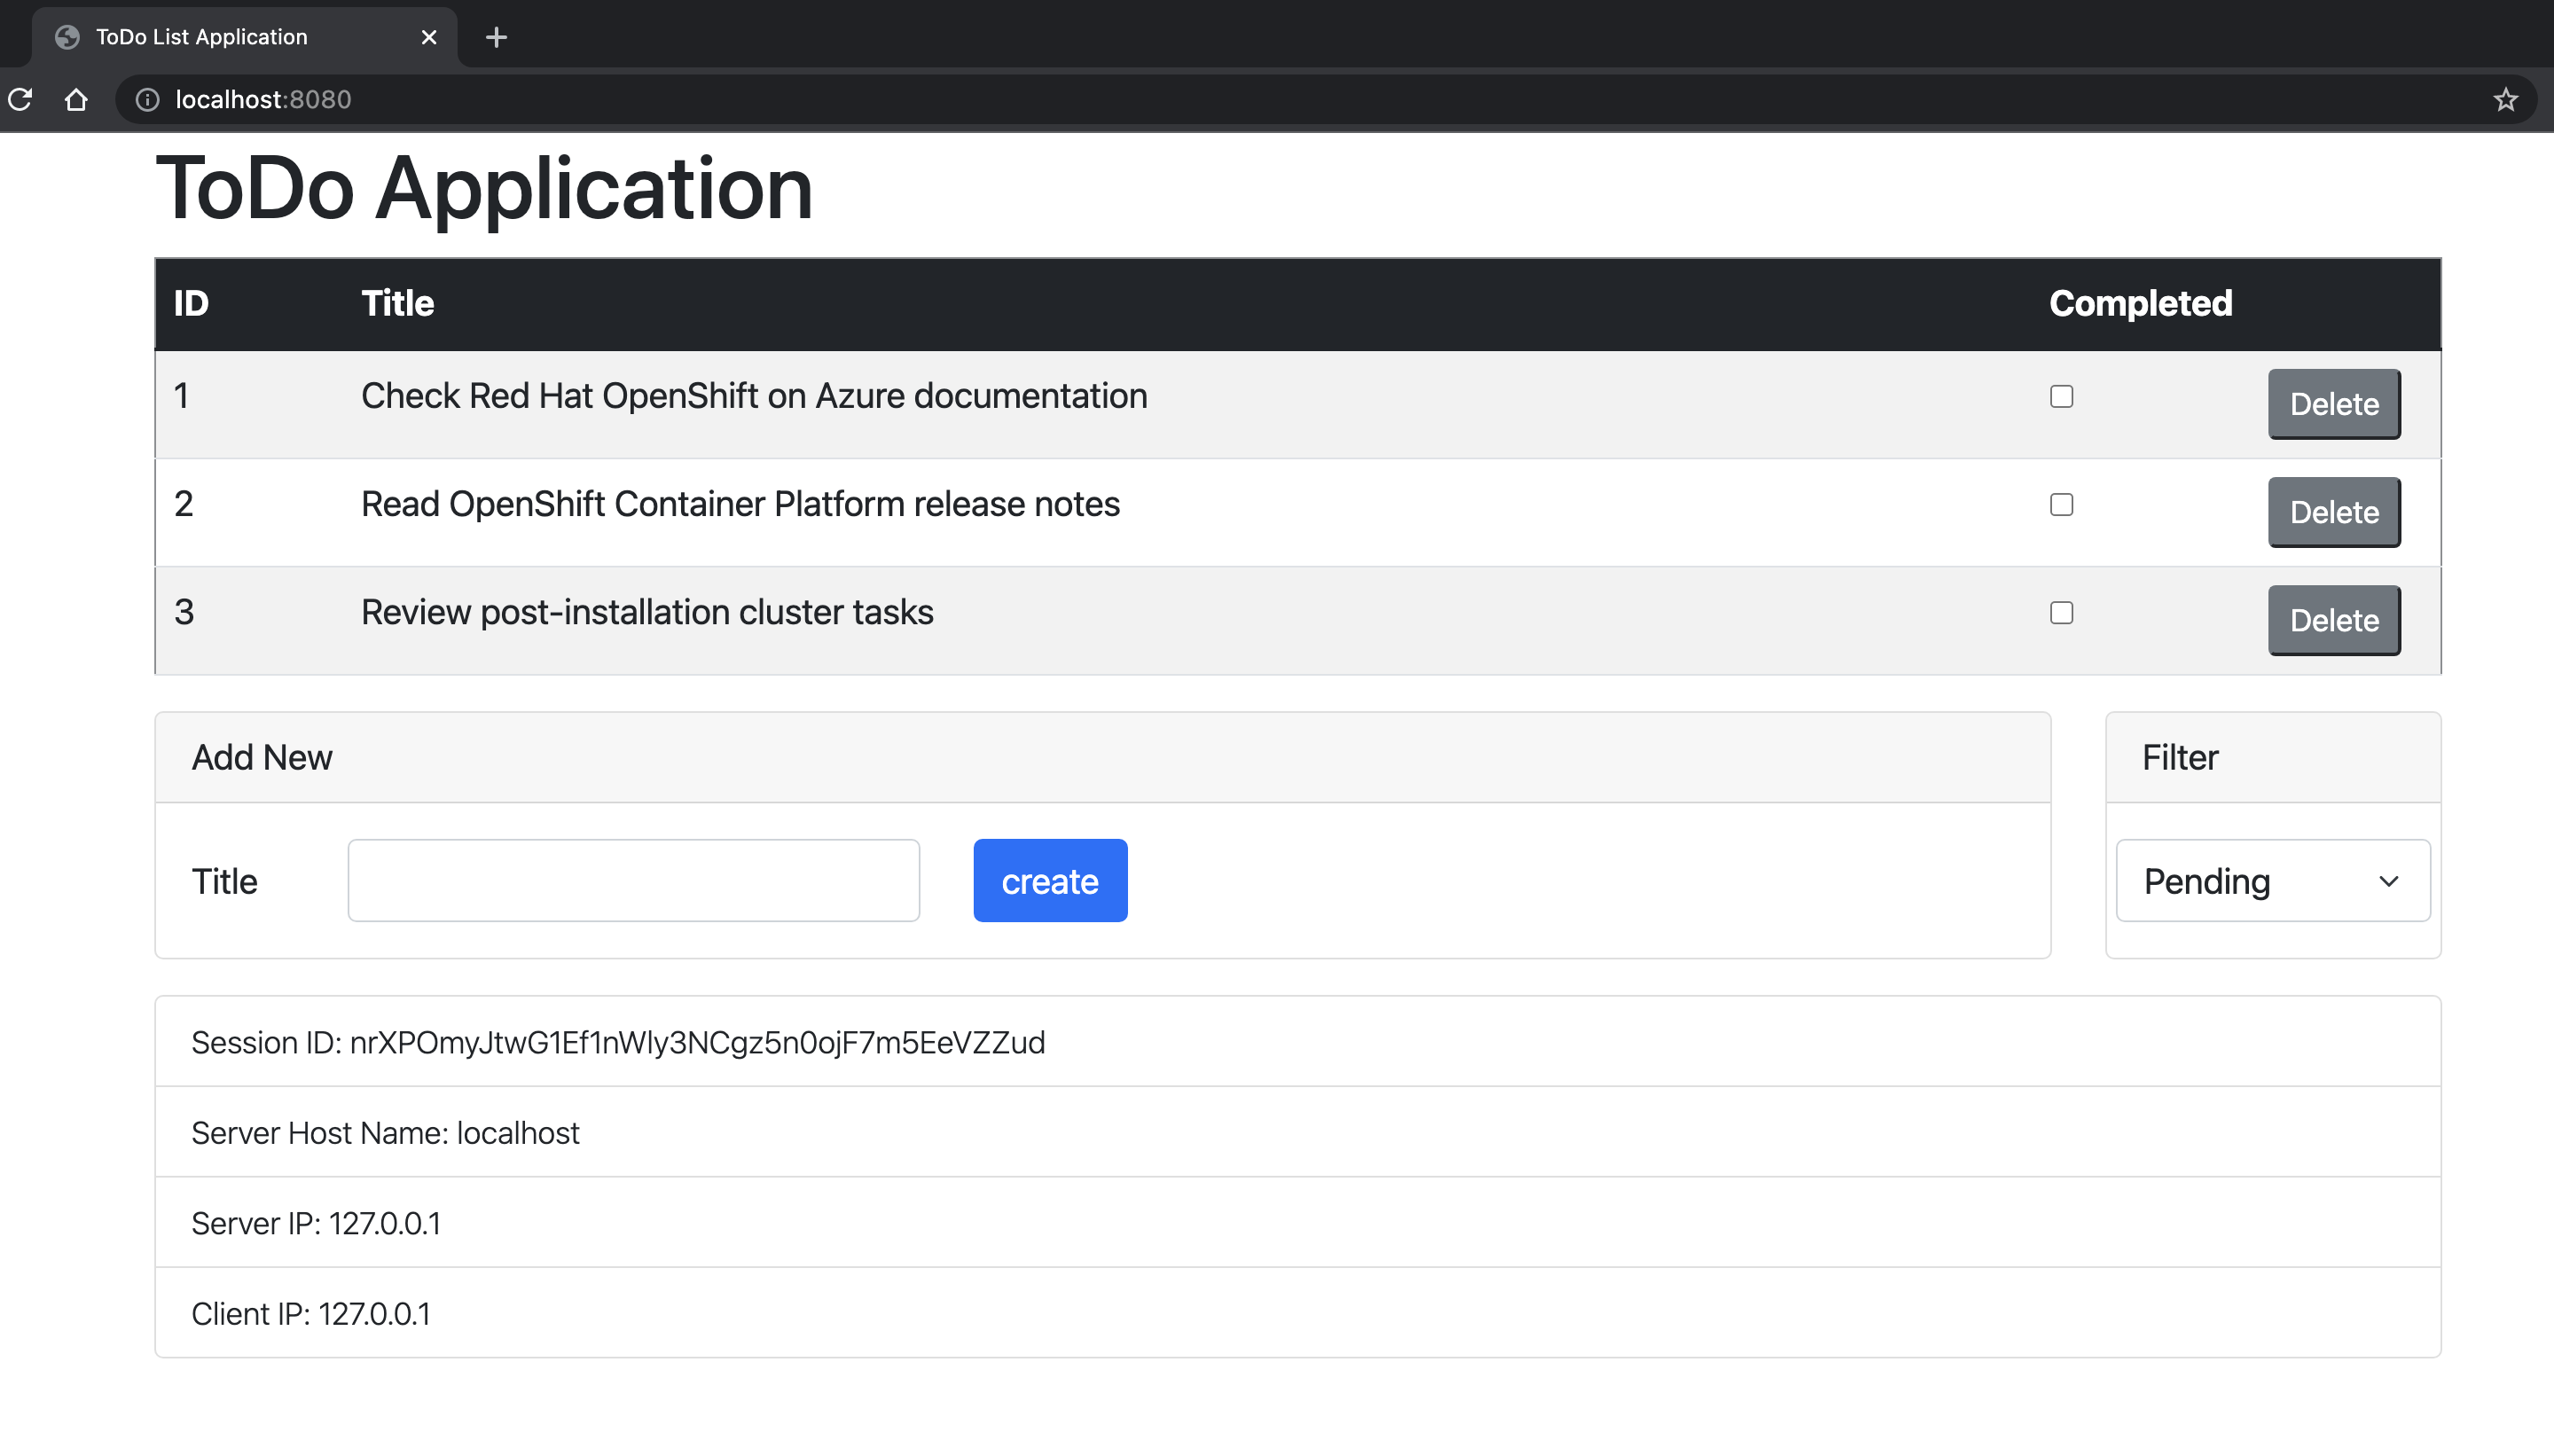 ToDo List Application
localhost:8080
ToDo Application
ID Title Completed
1 Check Red Hat OpenShift on Azure documentation Delete
2 Read OpenShift Container Platform release notes Delete
3 Review post-installation cluster tasks Delete
Add New
Title create
Filter
Pending
Session ID: nrXPOmyJtwG1Ef1nWly3NCgz5n0ojF7m5EeVZZud
Server Host Name: localhost
Server IP: 127.0.0.1
Client IP: 127.0.0.1